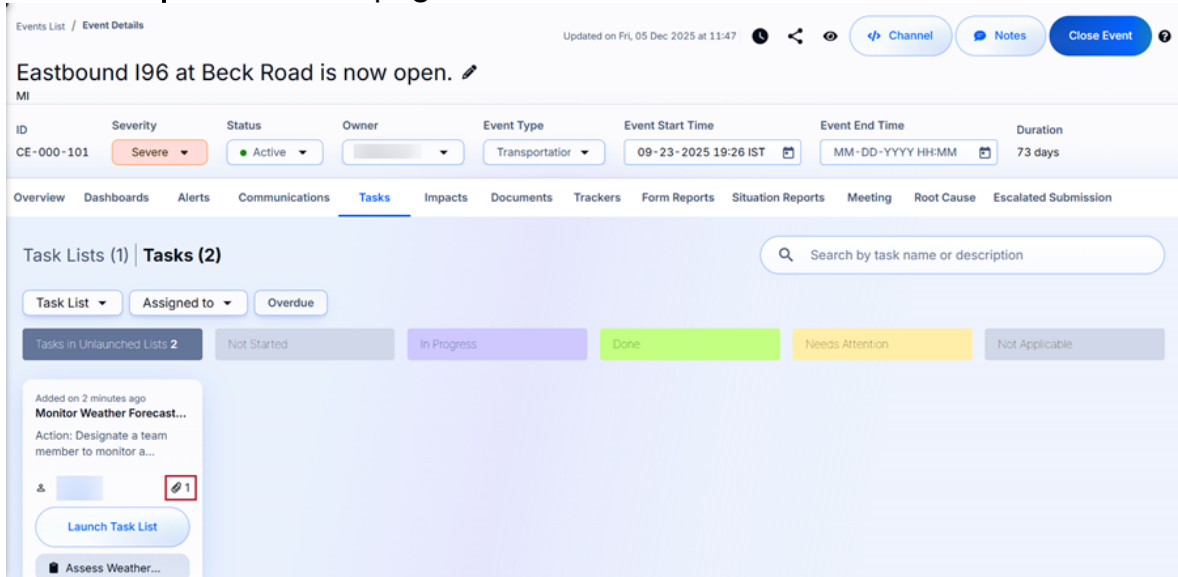 Events List / Event Details
Updated on Fri, 05 Dec 2025 at 11:47
Channel
Notes
Close Event
Eastbound I96 at Beck Road is now open.
MI
ID Severity Status Owner Event Type Event Start Time Event End Time Duration
CE-000-101 Severe Active Transportation 09-23-2025 19:26 IST MM-DD-YYYY HH:MM 73 days
Overview Dashboards Alerts Communications Tasks Impacts Documents Trackers Form Reports Situation Reports Meeting Root Cause Escalated Submission
Task Lists (1) | Tasks (2)
Search by task name or description
Task List Assigned to Overdue
Tasks in Unlaunched Lists 2 Not Started In Progress Done Needs Attention Not Applicable
Added on 2 minutes ago
Monitor Weather Forecast...
Action: Designate a team
member to monitor a...
1
Launch Task List
Assess Weather...